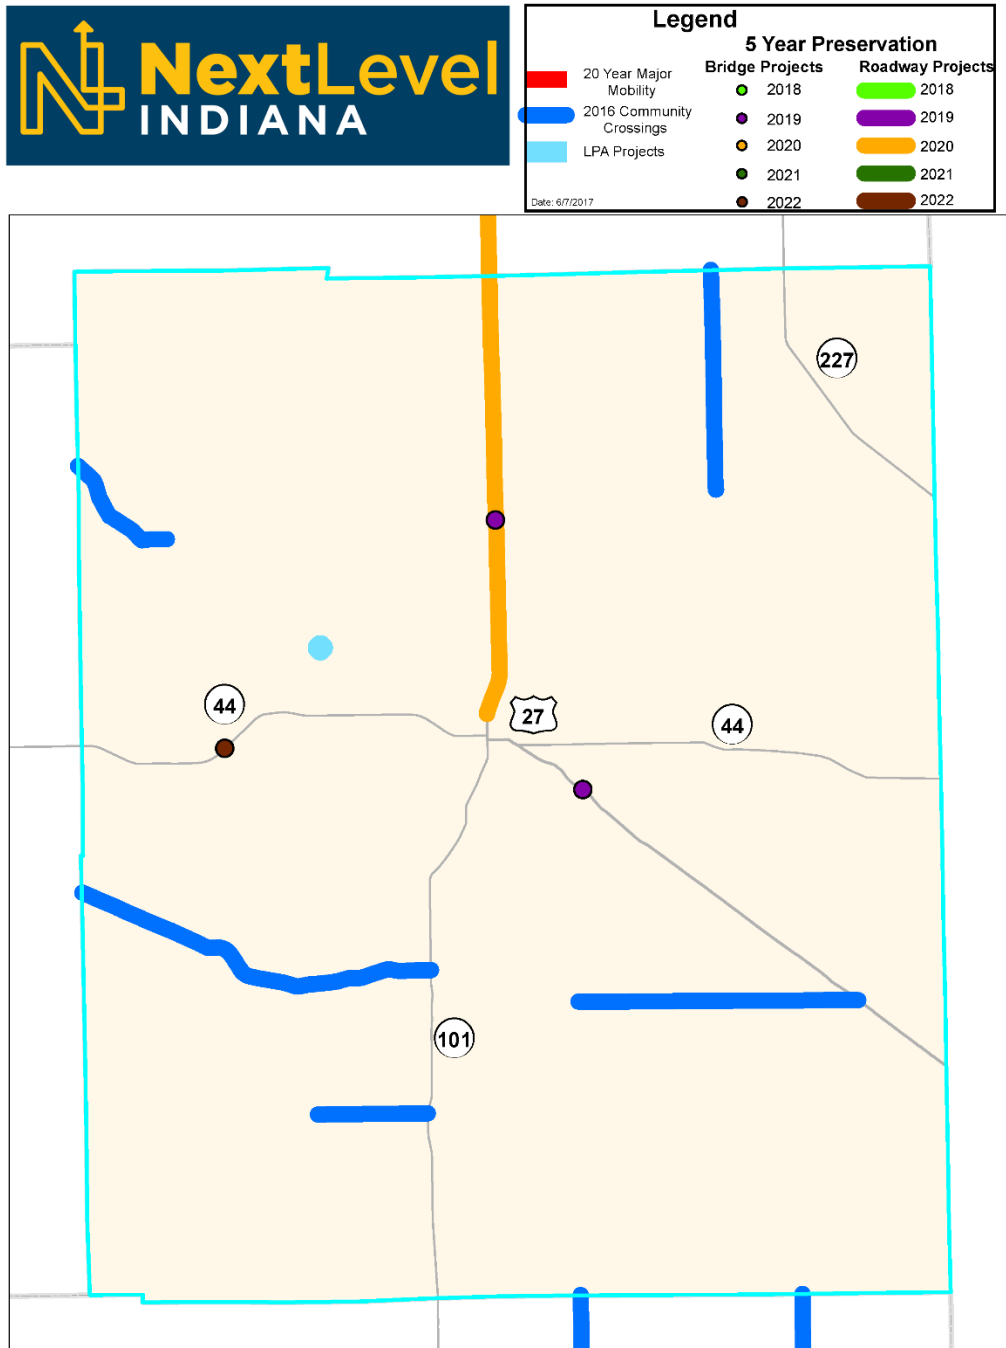 NextLevel
INDIANA
Legend
5 Year Preservation
Bridge Projects
Roadway Projects
20 Year Major
Mobility
2016 Community
Crossings
LPA Projects
2018
2019
2020
2021
2022
2018
2019
2020
2021
2022
Date: 6/7/2017
227
44
27
44
101